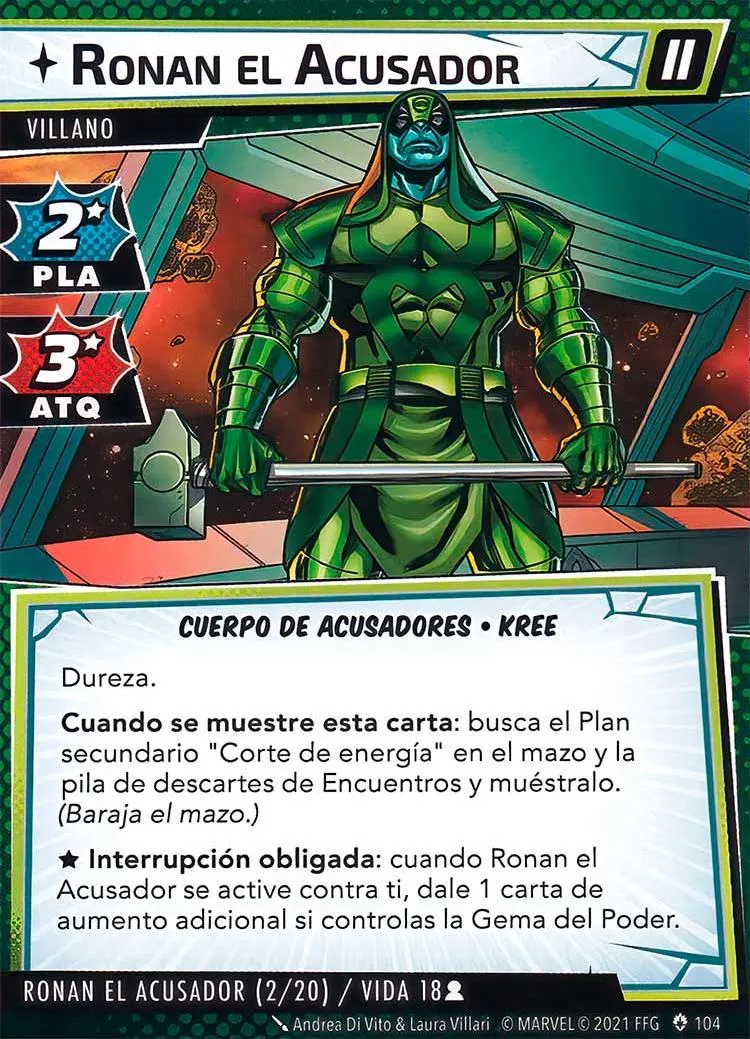 RONAN EL ACUSADOR
II
VILLANO
2
PLA
3
ATQ
CUERPO DE ACUSADORES • KREE
Dureza.
Cuando se muestre esta carta: busca el Plan
secundario "Corte de energía" en el mazo y la
pila de descartes de Encuentros y muéstralo.
(Baraja el mazo.)
★ Interrupción obligada: cuando Ronan el
Acusador se active contra ti, dale 1 carta de
aumento adicional si controlas la Gema del Poder.
RONAN EL ACUSADOR (2/20) / VIDA 18
Andrea Di Vito & Laura Villari © MARVEL © 2021 FFG 104